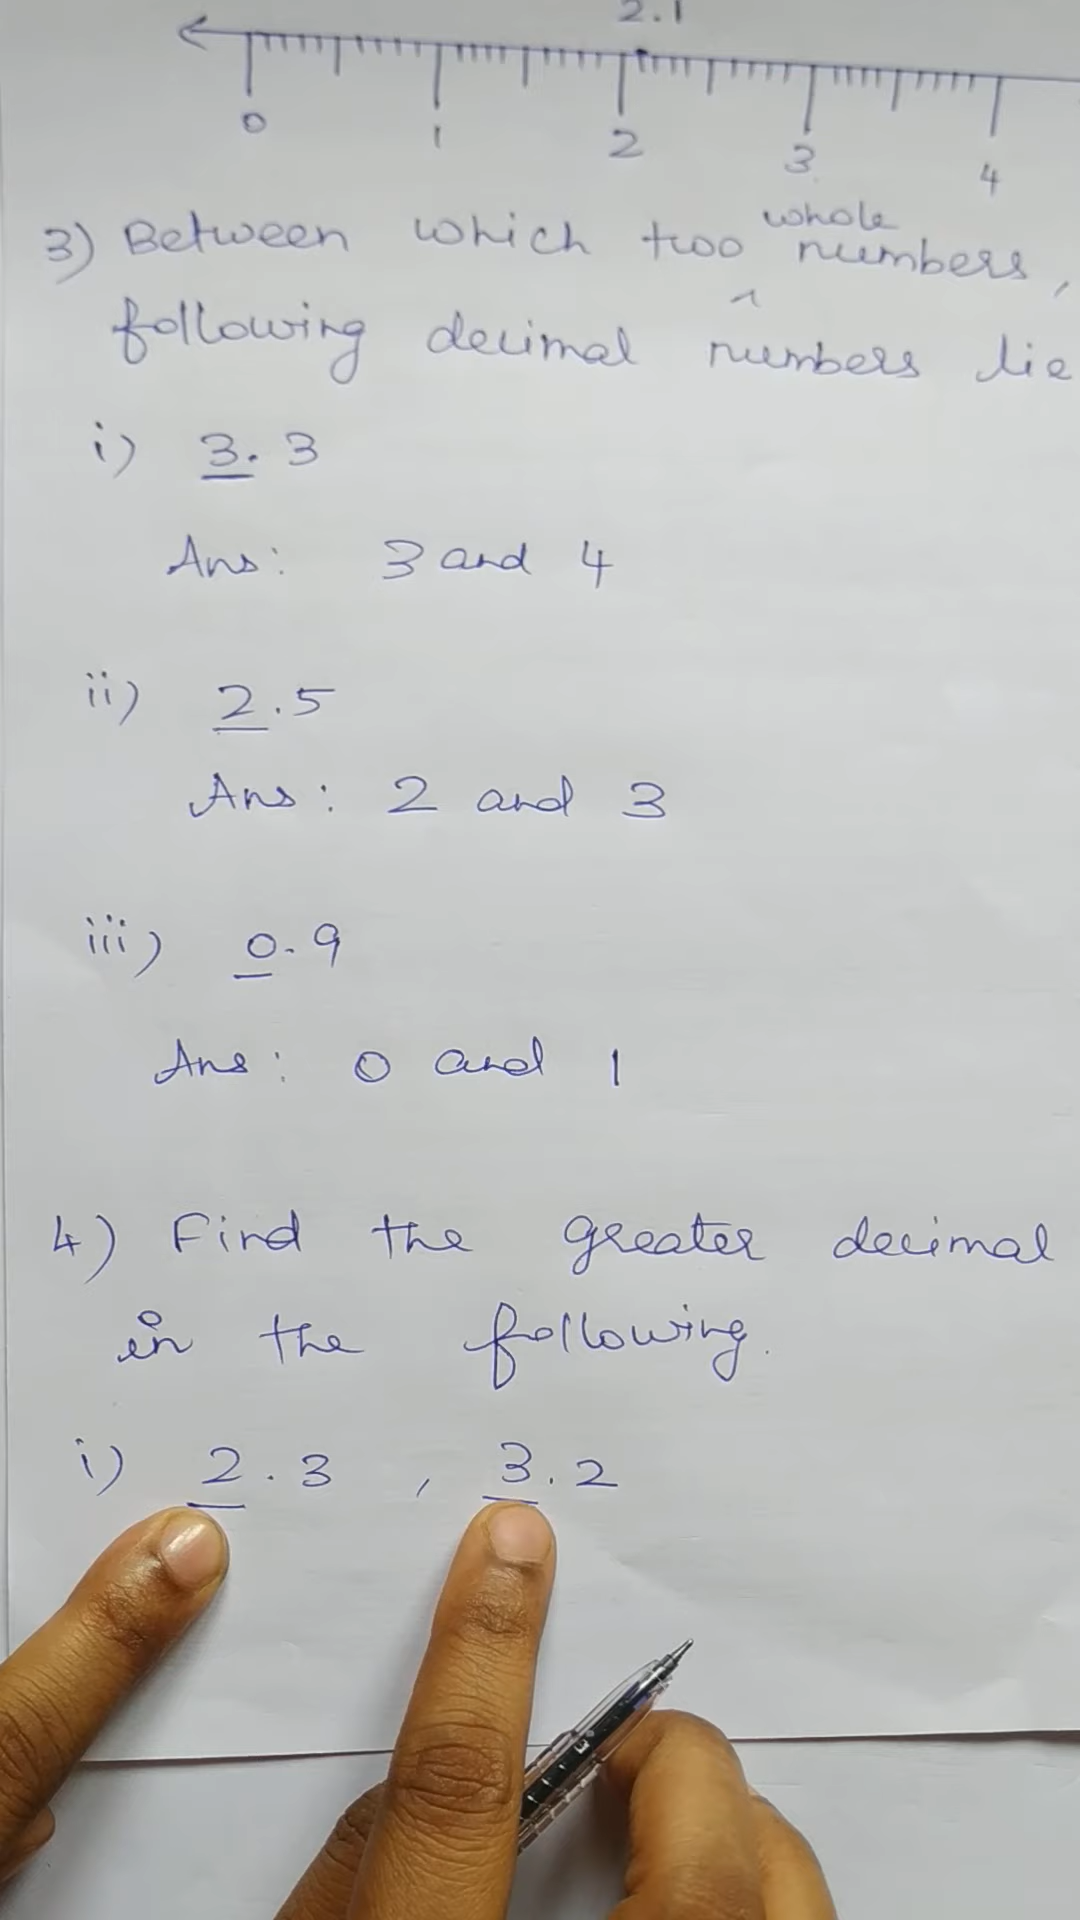 2.1
0 1 2 3 4
3) Between which two whole numbers,
following decimal numbers lie
i) 3.3
Ans: 3 and 4
ii) 2.5
Ans: 2 and 3
iii) 0.9
Ans: 0 and 1
4) Find the greater decimal
in the following.
i) 2.3 , 3.2